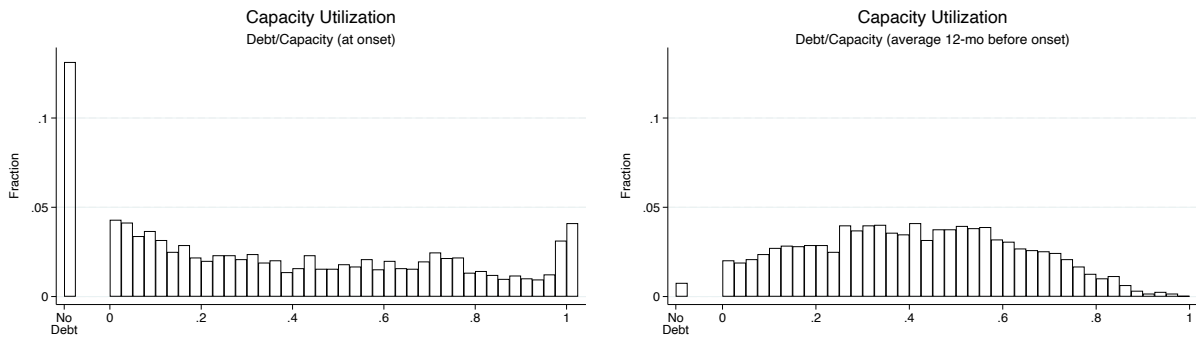 Capacity Utilization
Debt/Capacity (at onset)
Fraction
.1
.05
0
No
Debt
0
.2
.4
.6
.8
1
Capacity Utilization
Debt/Capacity (average 12-mo before onset)
Fraction
.1
.05
0
No
Debt
0
.2
.4
.6
.8
1